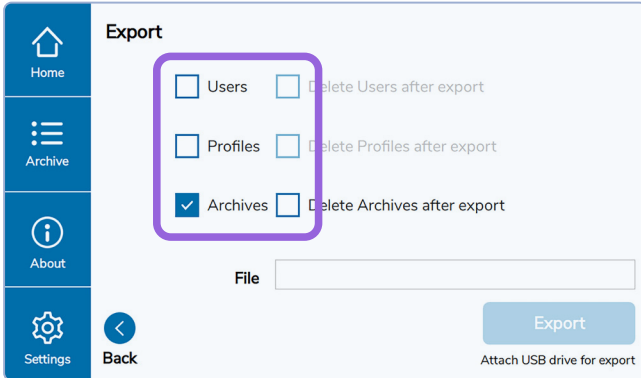 Export
Home
Users
Delete Users after export
Profiles
Delete Profiles after export
Archive
Archives
Delete Archives after export
About
File
Export
Settings
Back
Attach USB drive for export